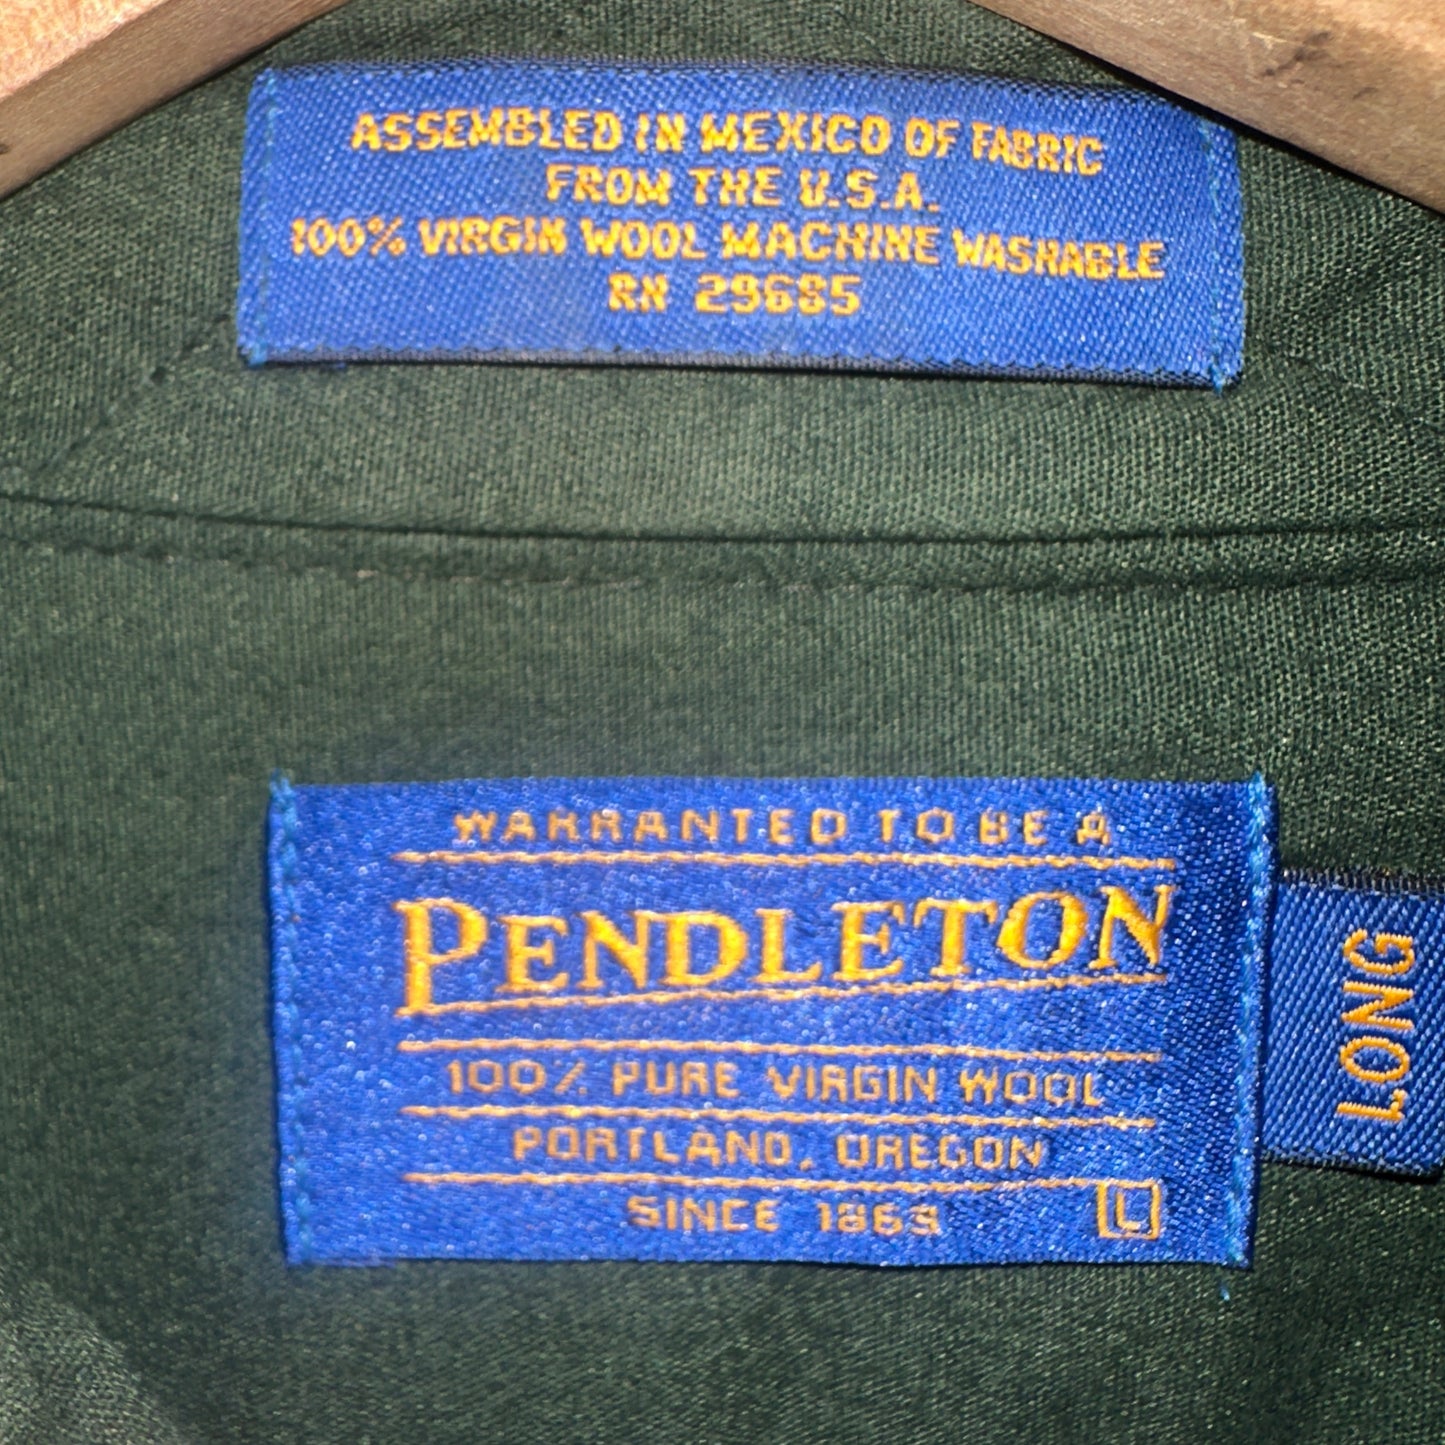 ASSEMBLED IN MEXICO OF FABRIC
FROM THE U.S.A.
100% VIRGIN WOOL MACHINE WASHABLE
RN 29685
WARRANTED TO BE A
PENDLETON
100% PURE VIRGIN WOOL
PORTLAND, OREGON
SINCE 1863
L
LONG